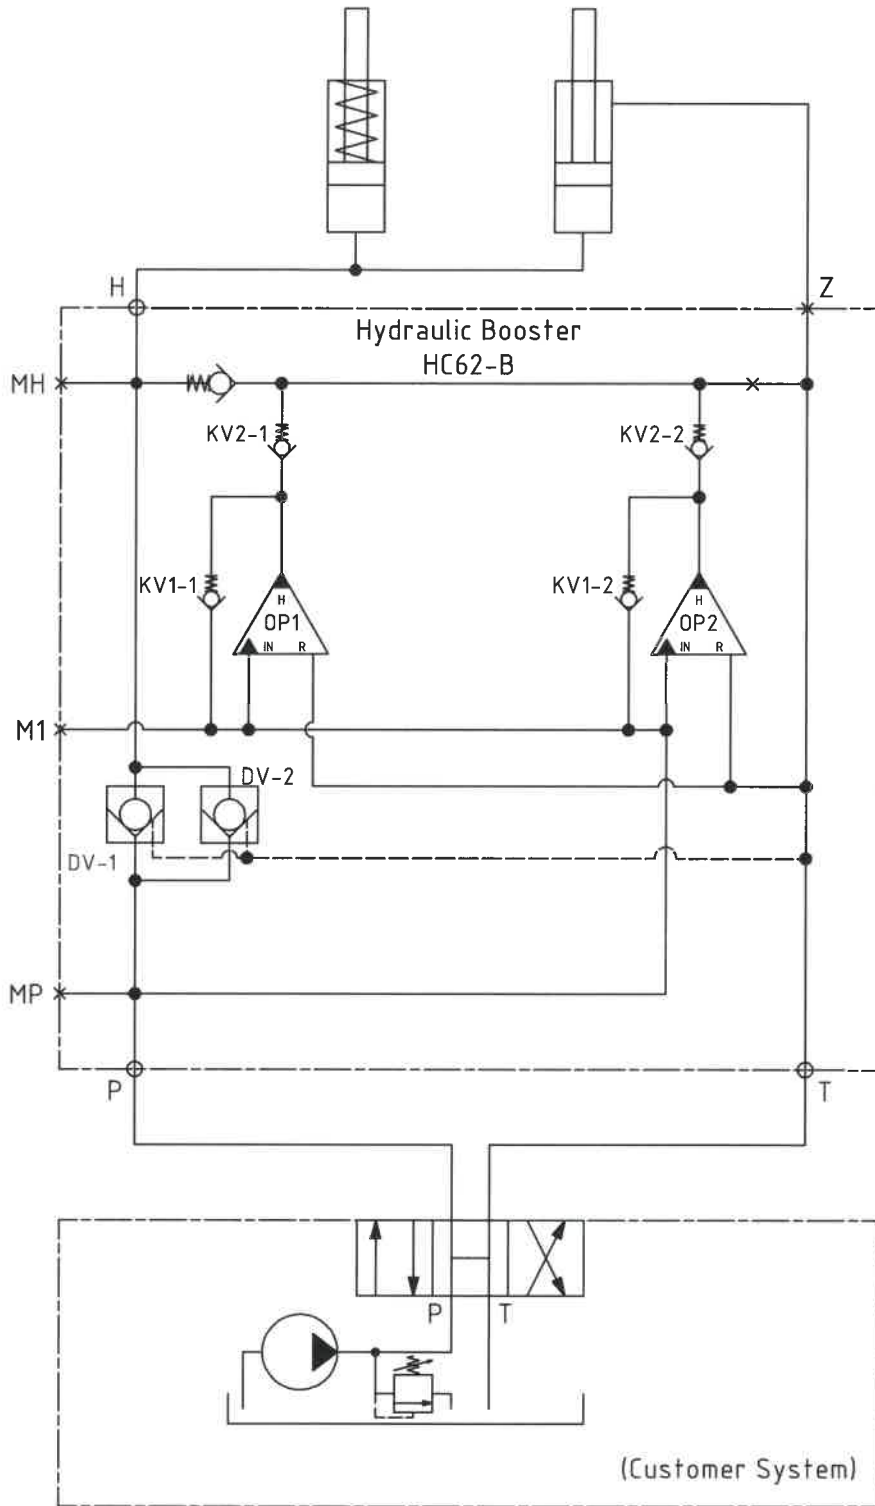 H
Z
Hydraulic Booster
HC62-B
MH
KV2-1
KV2-2
KV1-1
KV1-2
H
OP1
IN R
H
OP2
IN R
M1
DV-2
DV-1
MP
P
T
P T
(Customer System)